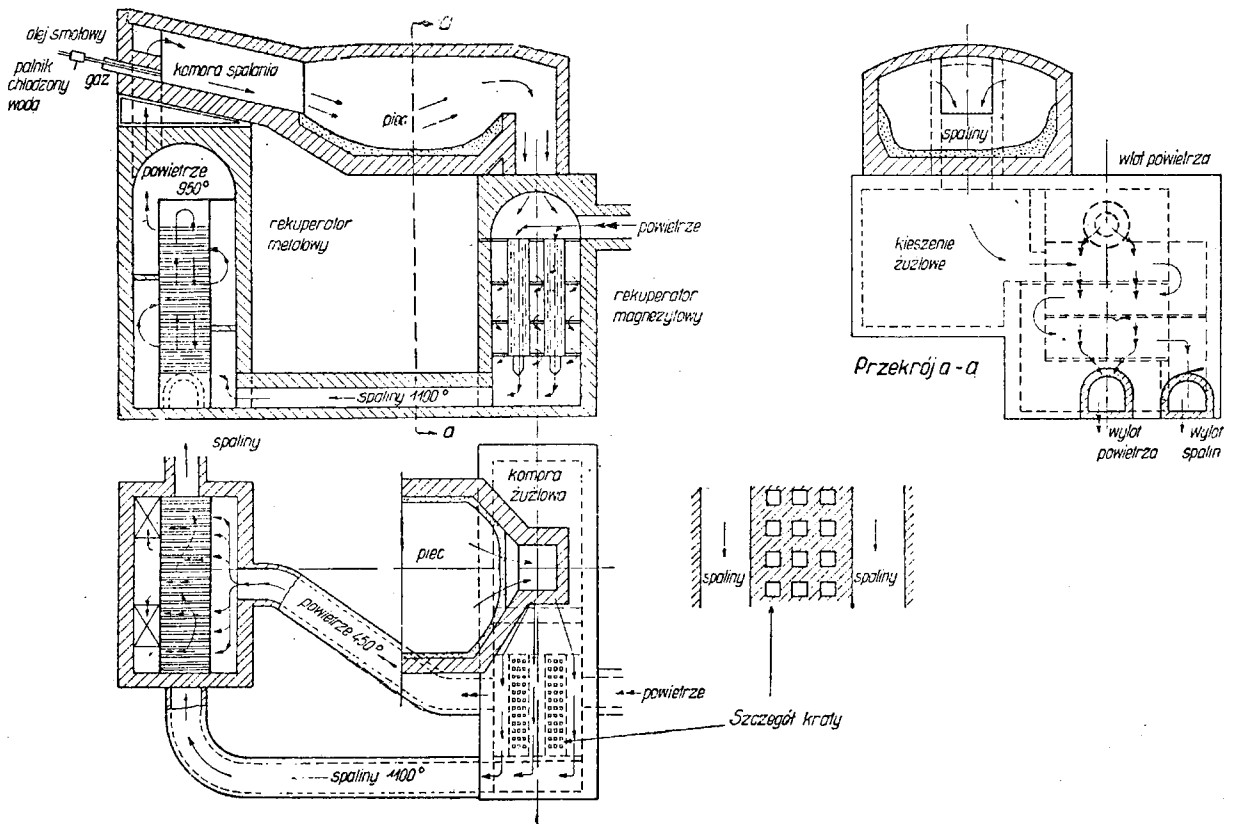 a
olej smołowy
palnik
chłodzony
wodą
gaz
komora spalania
piec
powietrze
950°
rekuperator
metalowy
powietrze
rekuperator
magnezytowy
spaliny 1100°
a
spaliny
wlot powietrza
kieszenie
żużlowe
Przekrój a-a
wylot
powietrza
wylot
spalin
spaliny
komora
żużlowa
piec
powietrze 450°
powietrze
Szczegół kraty
spaliny 1100°
spaliny
spaliny